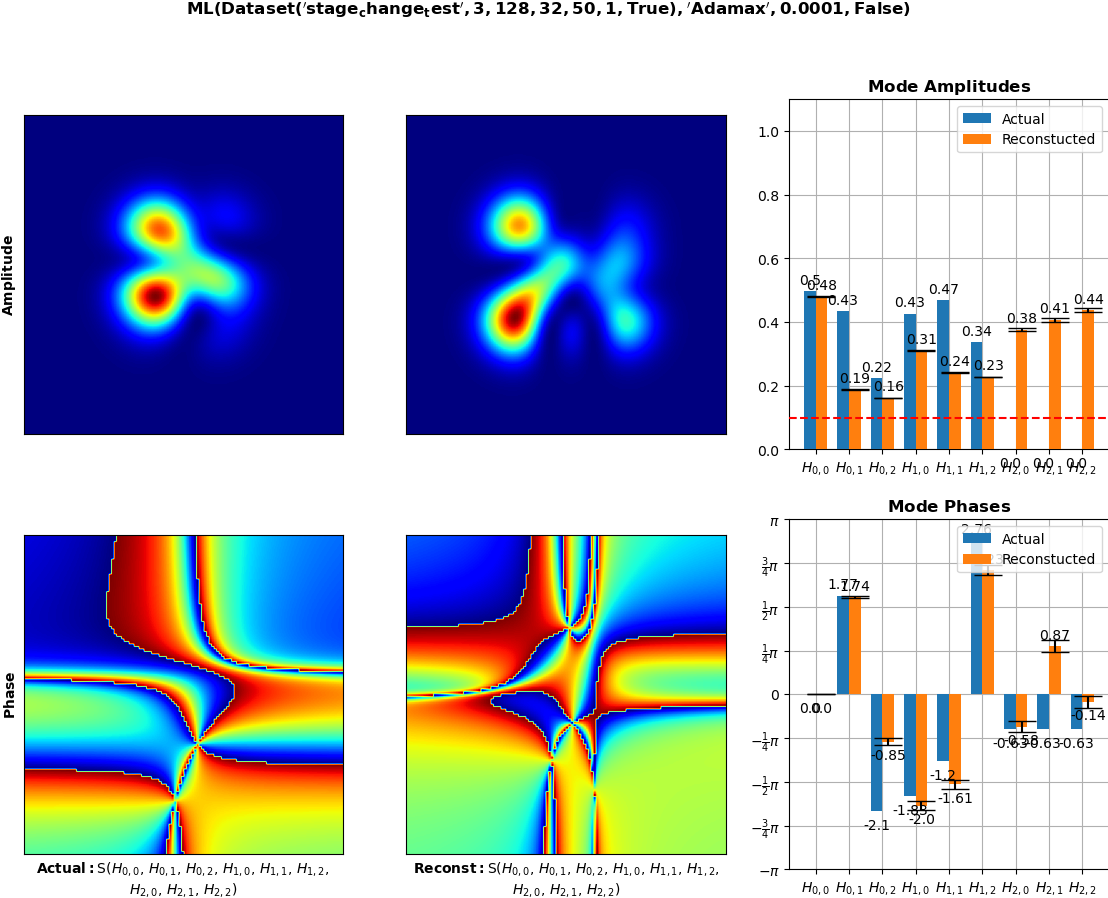 ML(Dataset('stage_change_test', 3, 128, 32, 50, 1, True), 'Adamax', 0.0001, False)
Amplitude
Mode Amplitudes
Actual
Reconstucted
1.0
0.8
0.6
0.4
0.2
0.0
0.5
0.48
0.43
0.19
0.22
0.16
0.43
0.31
0.47
0.24
0.34
0.23
0.38
0.41
0.44
0.0
0.0
0.0
H0,0 H0,1 H0,2 H1,0 H1,1 H1,2 H2,0 H2,1 H2,2
Phase
Actual: S(H0,0, H0,1, H0,2, H1,0, H1,1, H1,2,
H2,0, H2,1, H2,2)
Reconst: S(H0,0, H0,1, H0,2, H1,0, H1,1, H1,2,
H2,0, H2,1, H2,2)
Mode Phases
Actual
Reconstucted
π
3/4π
1/2π
1/4π
0
−1/4π
−1/2π
−3/4π
−π
0.0
0.0
1.77
1.74
-2.1
-0.85
-1.83
-2.0
-1.2
-1.61
2.76
-0.63
-0.58
-0.63
0.87
-0.63
-0.14
H0,0 H0,1 H0,2 H1,0 H1,1 H1,2 H2,0 H2,1 H2,2